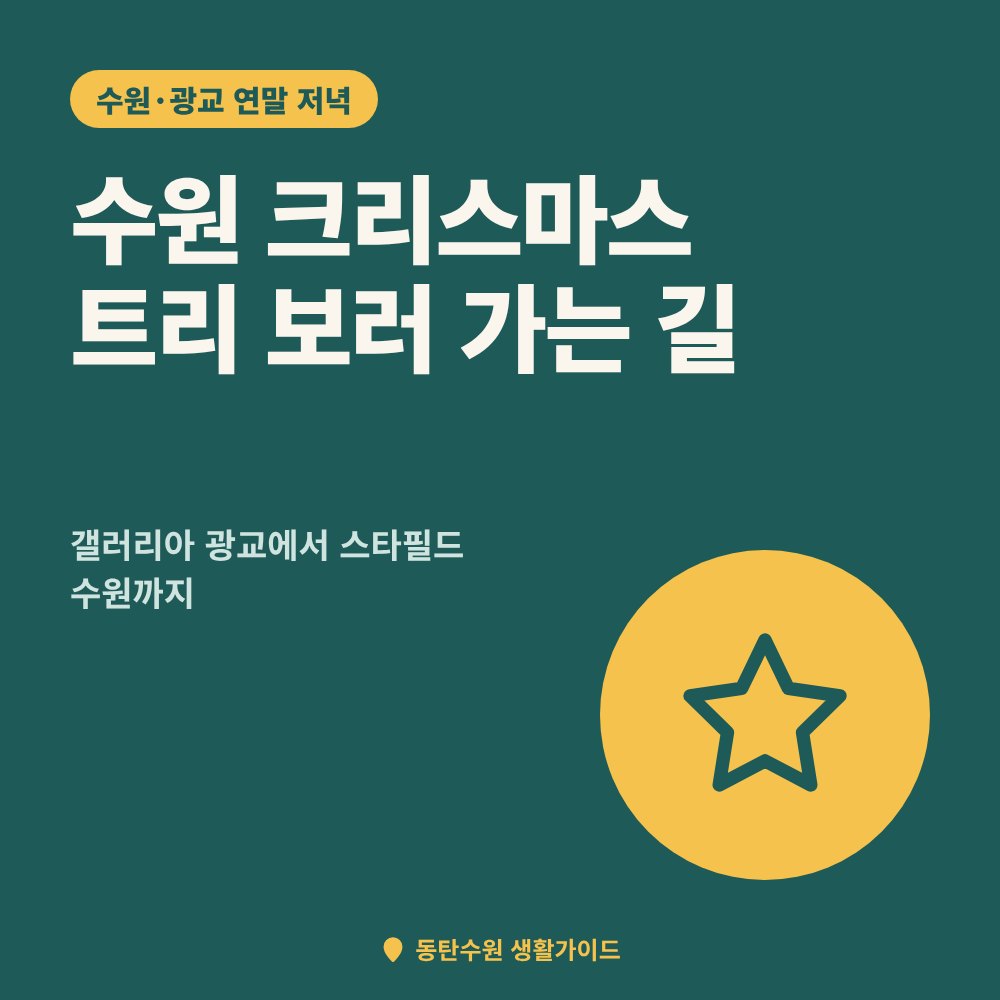 수원·광교 연말 저녁
수원 크리스마스
트리 보러 가는 길
갤러리아 광교에서 스타필드
수원까지
동탄수원 생활가이드